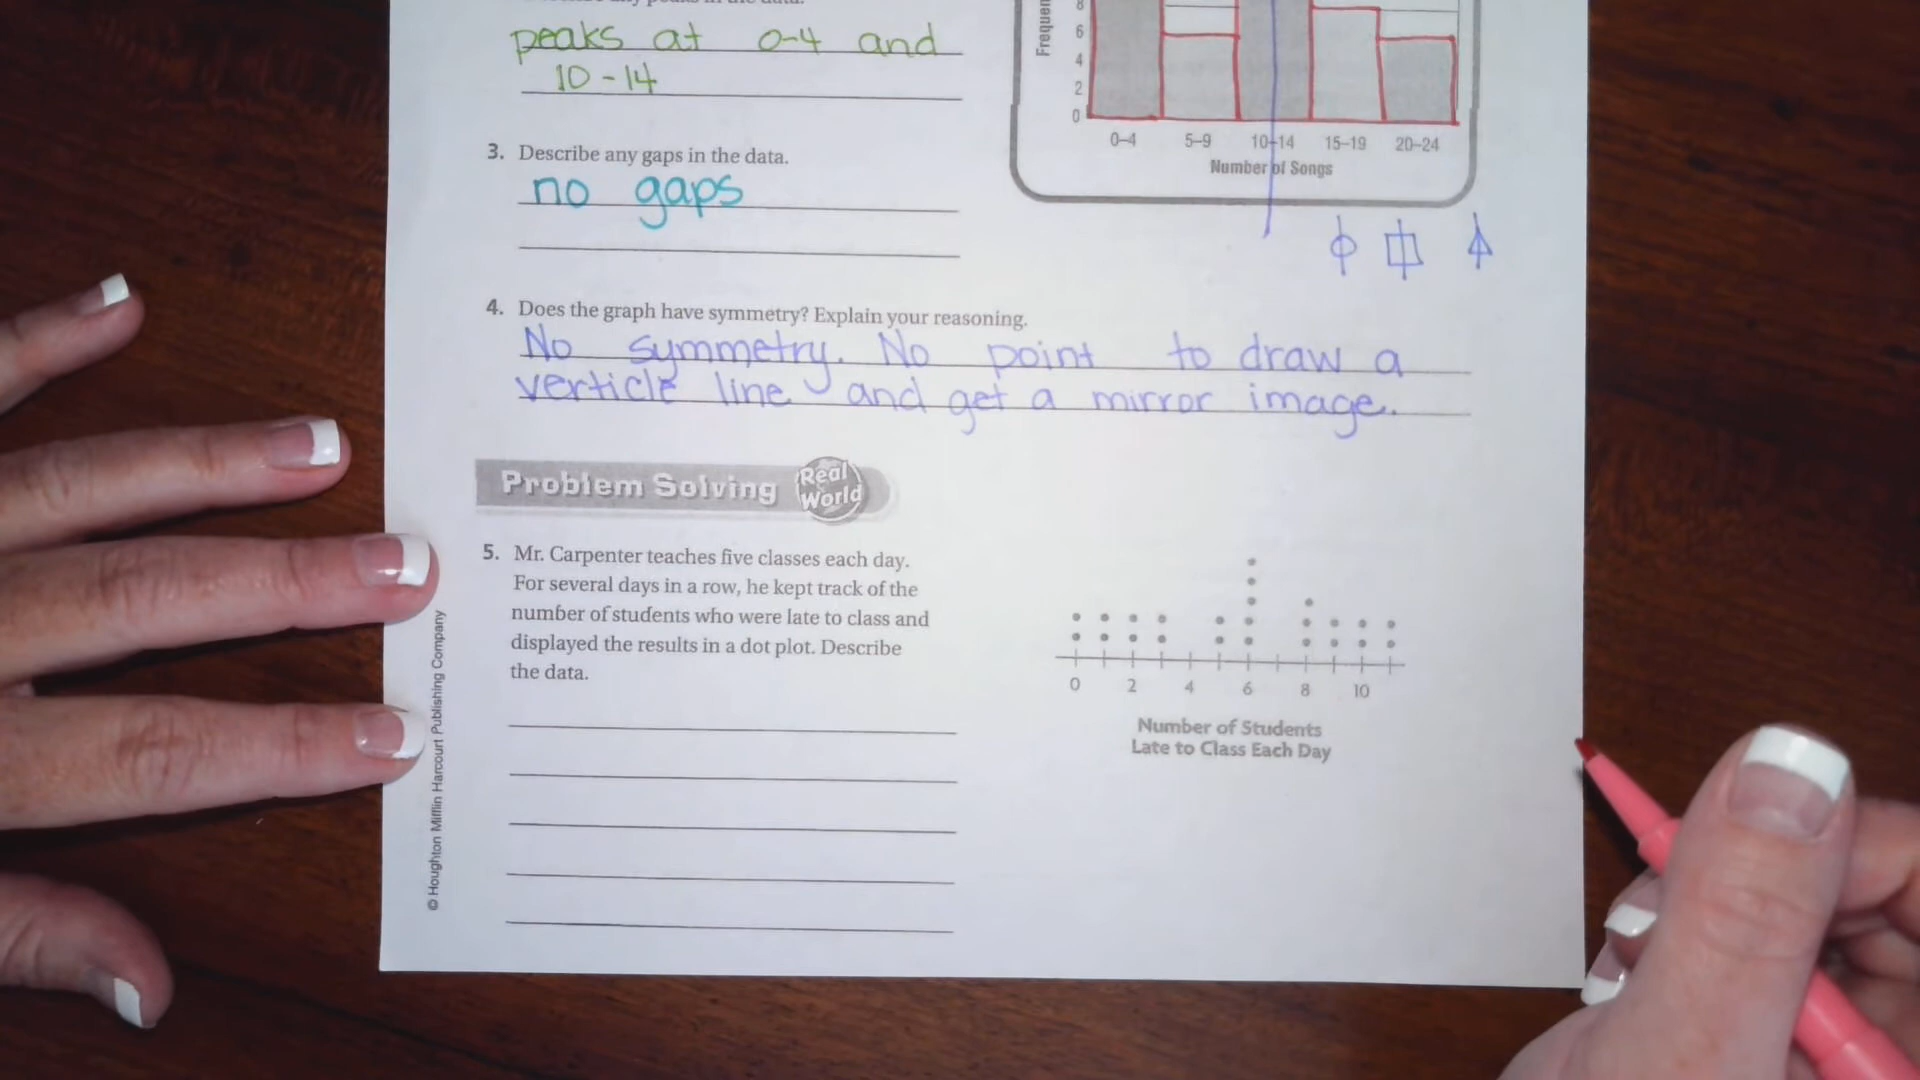 peaks at 0-4 and
10-14
3. Describe any gaps in the data.
no gaps
4. Does the graph have symmetry? Explain your reasoning.
No symmetry. No point to draw a
verticle line and get a mirror image.
8
6
4
2
0
0–4 5–9 10–14 15–19 20–24
Number of Songs
Problem Solving Real World
5. Mr. Carpenter teaches five classes each day.
For several days in a row, he kept track of the
number of students who were late to class and
displayed the results in a dot plot. Describe
the data.
0 2 4 6 8 10
Number of Students
Late to Class Each Day
© Houghton Mifflin Harcourt Publishing Company